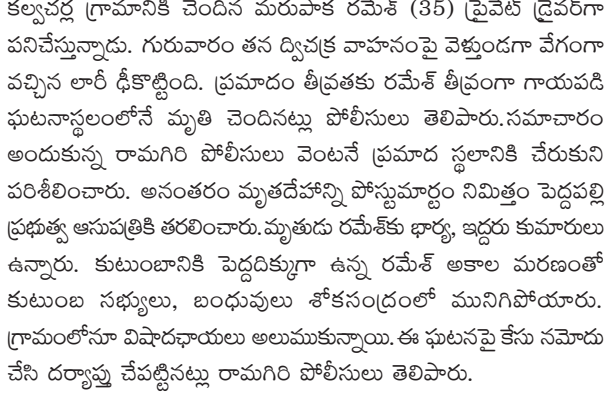 కల్వచర్ల గ్రామానికి చెందిన మరుపాక రమేశ్ (35) ప్రైవేట్ డ్రైవర్‌గా
పనిచేస్తున్నాడు. గురువారం తన ద్విచక్ర వాహనంపై వెళ్తుండగా వేగంగా
వచ్చిన లారీ ఢీకొట్టింది. ప్రమాదం తీవ్రతకు రమేశ్ తీవ్రంగా గాయపడి
ఘటనాస్థలంలోనే మృతి చెందినట్లు పోలీసులు తెలిపారు.సమాచారం
అందుకున్న రామగిరి పోలీసులు వెంటనే ప్రమాద స్థలానికి చేరుకుని
పరిశీలించారు. అనంతరం మృతదేహాన్ని పోస్టుమార్టం నిమిత్తం పెద్దపల్లి
ప్రభుత్వ ఆసుపత్రికి తరలించారు.మృతుడు రమేశ్‌కు భార్య, ఇద్దరు కుమారులు
ఉన్నారు. కుటుంబానికి పెద్దదిక్కుగా ఉన్న రమేశ్ అకాల మరణంతో
కుటుంబ సభ్యులు, బంధువులు శోకసంద్రంలో మునిగిపోయారు.
గ్రామంలోనూ విషాదఛాయలు అలుముకున్నాయి.ఈ ఘటనపై కేసు నమోదు
చేసి దర్యాప్తు చేపట్టినట్లు రామగిరి పోలీసులు తెలిపారు.